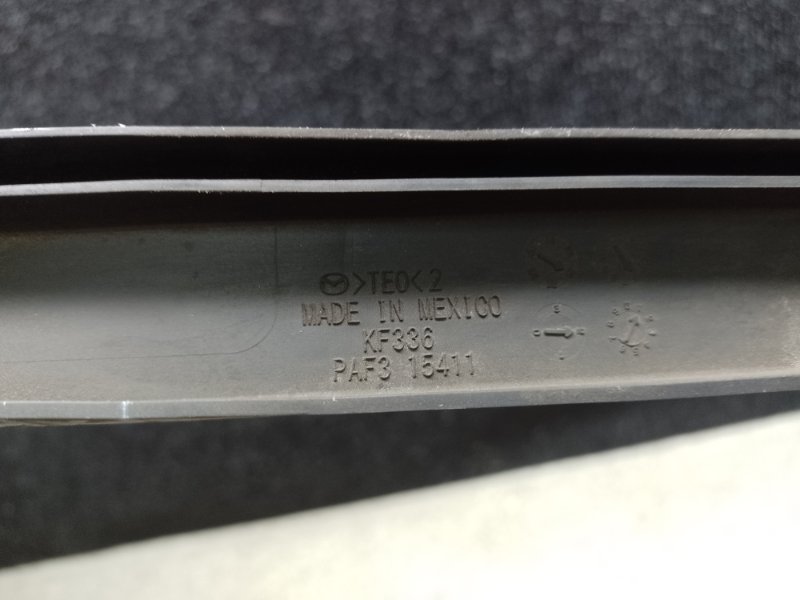 >TEO<2
MADE IN MEXICO
KF336
PAF3 15411